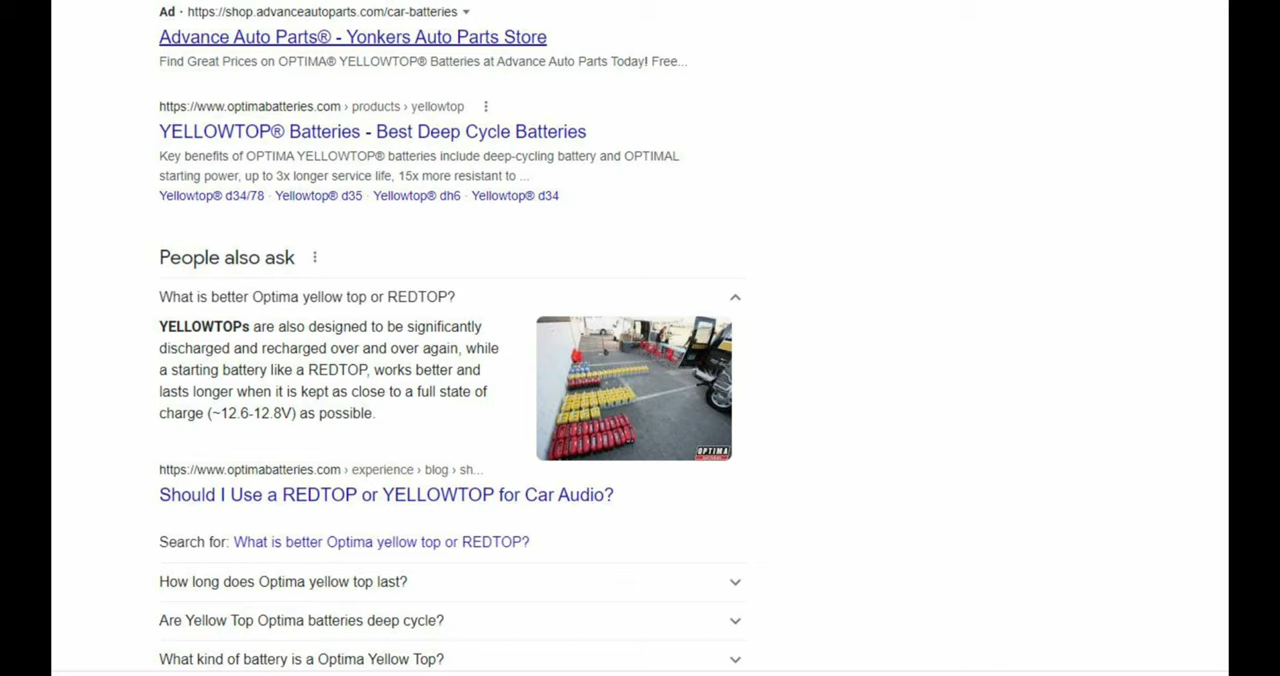 Ad · https://shop.advanceautoparts.com/car-batteries
Advance Auto Parts® - Yonkers Auto Parts Store
Find Great Prices on OPTIMA® YELLOWTOP® Batteries at Advance Auto Parts Today! Free...
https://www.optimabatteries.com › products › yellowtop
YELLOWTOP® Batteries - Best Deep Cycle Batteries
Key benefits of OPTIMA YELLOWTOP® batteries include deep-cycling battery and OPTIMAL
starting power, up to 3x longer service life, 15x more resistant to ...
Yellowtop® d34/78 · Yellowtop® d35 · Yellowtop® dh6 · Yellowtop® d34
People also ask
What is better Optima yellow top or REDTOP?
YELLOWTOPs are also designed to be significantly
discharged and recharged over and over again, while
a starting battery like a REDTOP, works better and
lasts longer when it is kept as close to a full state of
charge (~12.6-12.8V) as possible.
OPTIMA
https://www.optimabatteries.com › experience › blog › sh...
Should I Use a REDTOP or YELLOWTOP for Car Audio?
Search for: What is better Optima yellow top or REDTOP?
How long does Optima yellow top last?
Are Yellow Top Optima batteries deep cycle?
What kind of battery is a Optima Yellow Top?